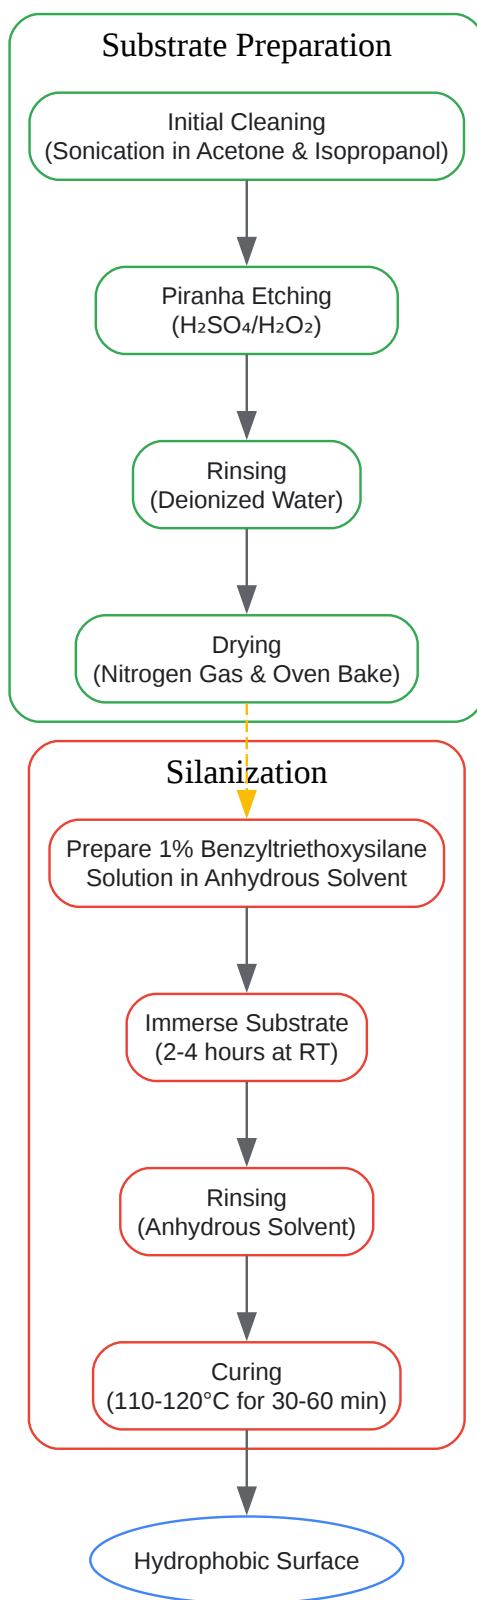 Substrate Preparation
Initial Cleaning
(Sonication in Acetone & Isopropanol)
Piranha Etching
(H₂SO₄/H₂O₂)
Rinsing
(Deionized Water)
Drying
(Nitrogen Gas & Oven Bake)
Silanization
Prepare 1% Benzyltriethoxysilane
Solution in Anhydrous Solvent
Immerse Substrate
(2-4 hours at RT)
Rinsing
(Anhydrous Solvent)
Curing
(110-120°C for 30-60 min)
Hydrophobic Surface